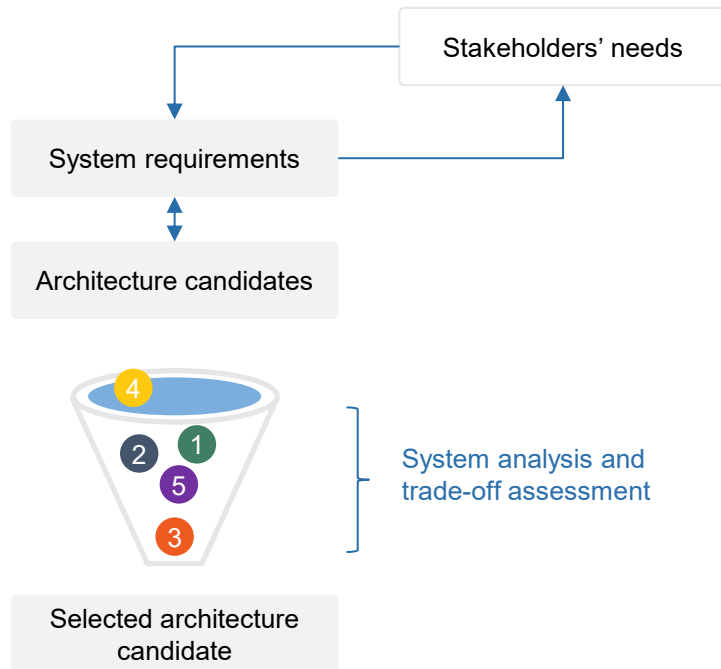 Stakeholders’ needs
System requirements
Architecture candidates
4
1
2
5
3
System analysis and
trade-off assessment
Selected architecture
candidate